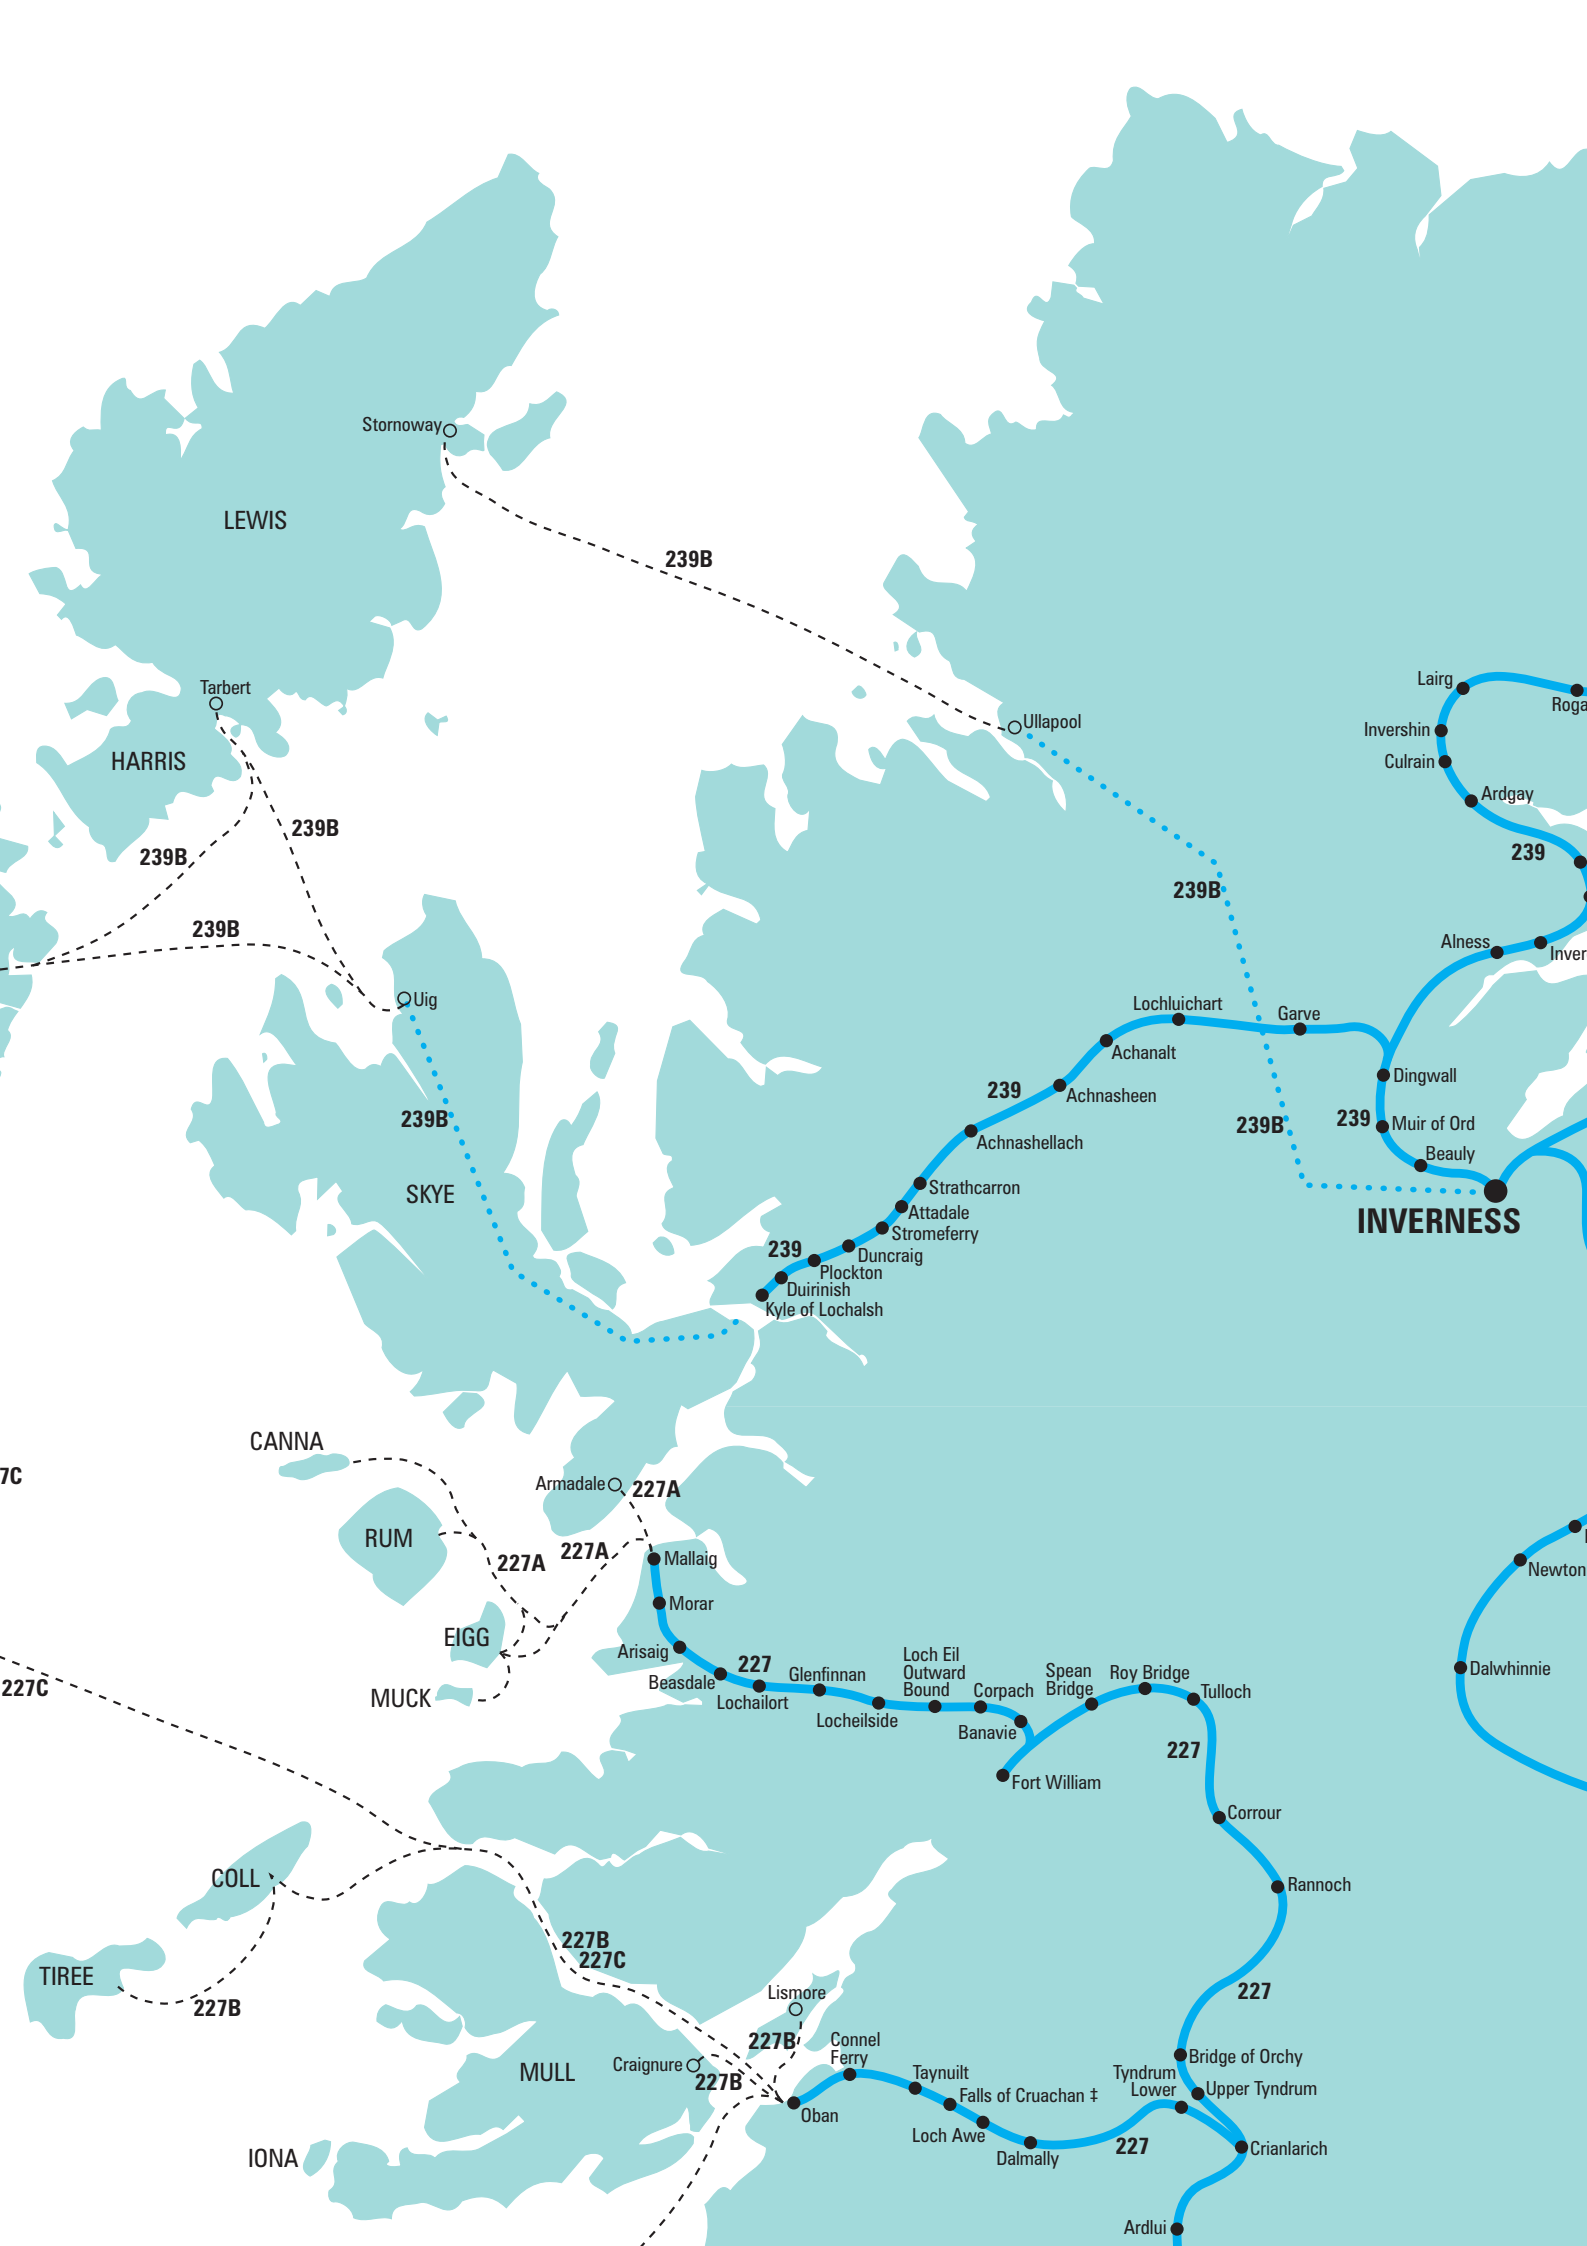 Stornoway
LEWIS
239B
Tarbert
Lairg
Roga
Ullapool
Invershin
HARRIS
Culrain
Ardgay
239B
239B
239
239B
239B
Alness
Inver
Uig
Lochluichart
Garve
Achanalt
Dingwall
239
Achnasheen
239B
239B
239
Muir of Ord
Achnashellach
Beauly
SKYE
Strathcarron
Attadale
INVERNESS
Stromeferry
239
Duncraig
Plockton
Duirinish
Kyle of Lochalsh
CANNA
7C
Armadale
227A
RUM
227A
227A
Mallaig
Newton
Morar
EIGG
Arisaig
227
Loch Eil
Outward
Bound
Glenfinnan
Spean
Bridge
Roy Bridge
Dalwhinnie
Beasdale
227C
MUCK
Lochailort
Corpach
Tulloch
Locheilside
Banavie
227
Fort William
Corrour
COLL
Rannoch
227B
227C
TIREE
227B
227
Lismore
227B
Connel
Ferry
Craignure
MULL
227B
Bridge of Orchy
Taynuilt
Tyndrum
Lower
Falls of Cruachan ‡
Upper Tyndrum
Oban
Loch Awe
227
IONA
Dalmally
Crianlarich
Ardlui